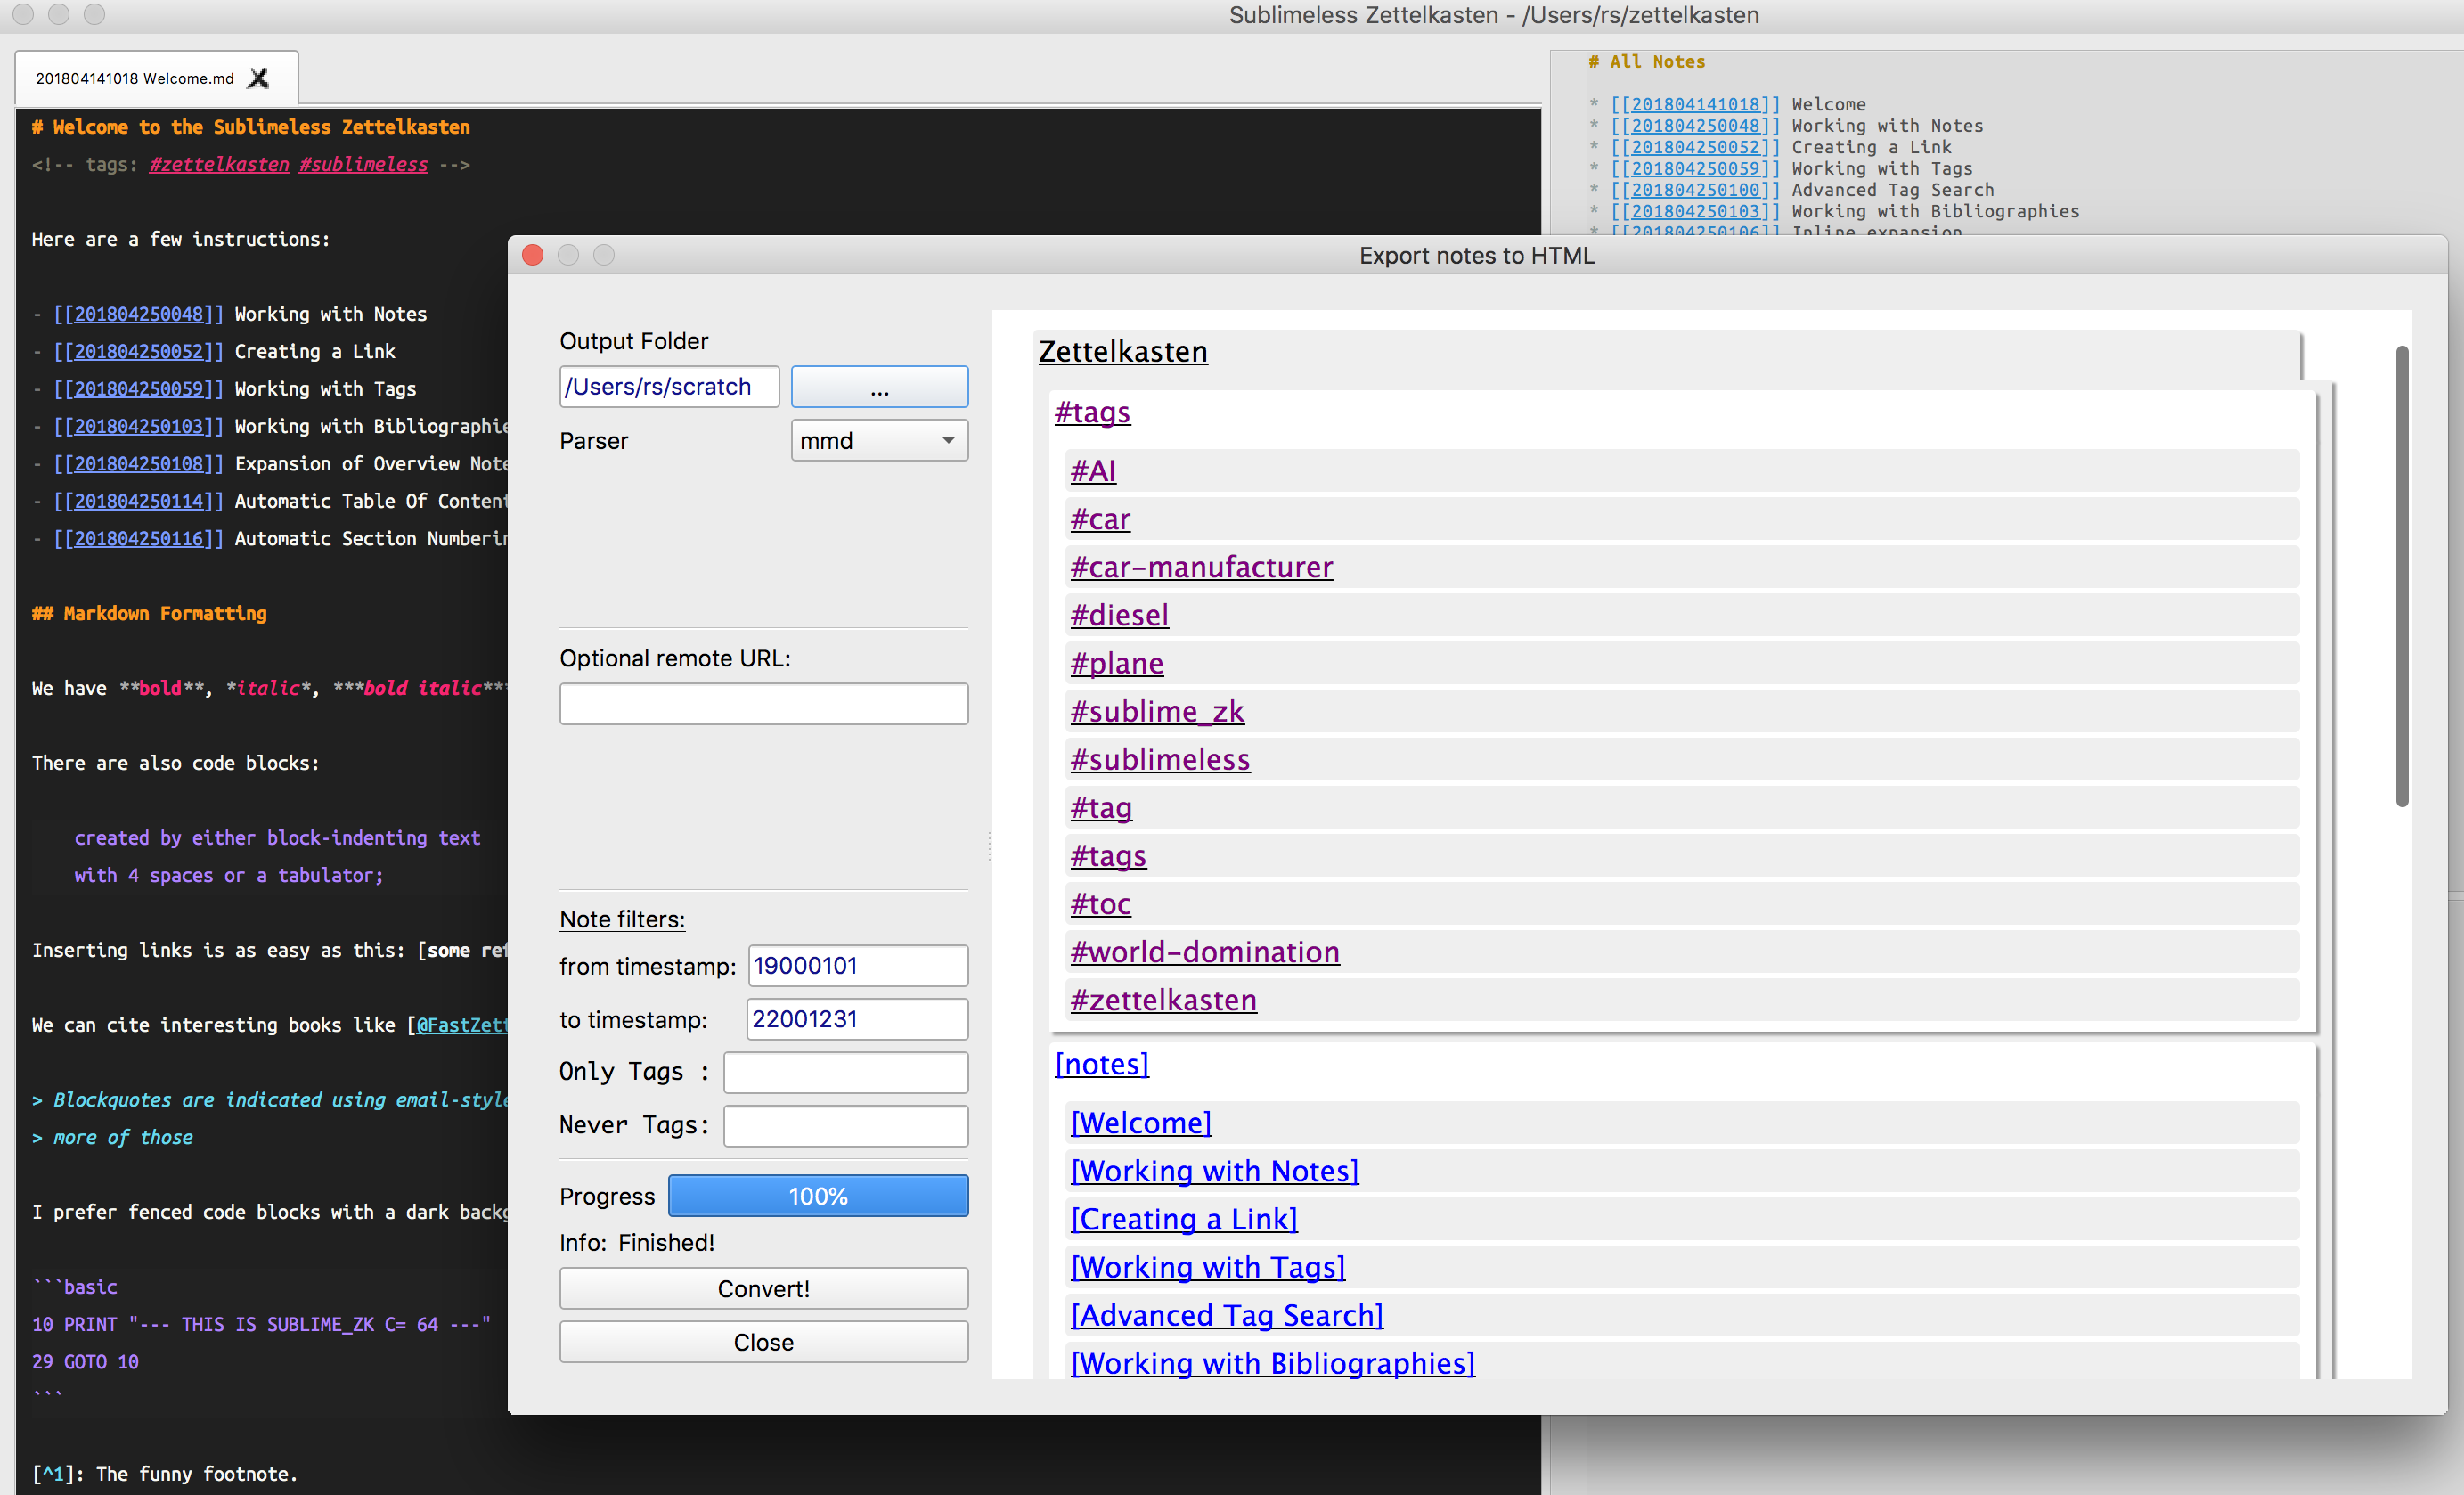 Sublimeless Zettelkasten - /Users/rs/zettelkasten
201804141018 Welcome.md
# Welcome to the Sublimeless Zettelkasten
<!-- tags: #zettelkasten #sublimeless -->
Here are a few instructions:
- [[201804250048]] Working with Notes
- [[201804250052]] Creating a Link
- [[201804250059]] Working with Tags
- [[201804250103]] Working with Bibliographie
- [[201804250108]] Expansion of Overview Note
- [[201804250114]] Automatic Table Of Content
- [[201804250116]] Automatic Section Numberin
## Markdown Formatting
We have **bold**, *italic*, ***bold italic***
There are also code blocks:
created by either block-indenting text
with 4 spaces or a tabulator;
Inserting links is as easy as this: [some ref
We can cite interesting books like [@FastZett
> Blockquotes are indicated using email-style
> more of those
I prefer fenced code blocks with a dark backg
```basic
10 PRINT "--- THIS IS SUBLIME_ZK C= 64 ---"
29 GOTO 10
```
[^1]: The funny footnote.
# All Notes
* [[201804141018]] Welcome
* [[201804250048]] Working with Notes
* [[201804250052]] Creating a Link
* [[201804250059]] Working with Tags
* [[201804250100]] Advanced Tag Search
* [[201804250103]] Working with Bibliographies
* [[201804250106]] Inline expansion
Export notes to HTML
Output Folder
/Users/rs/scratch
...
Parser
mmd
Optional remote URL:
Note filters:
from timestamp: 19000101
to timestamp: 22001231
Only Tags :
Never Tags:
Progress 100%
Info: Finished!
Convert!
Close
Zettelkasten
#tags
#AI
#car
#car-manufacturer
#diesel
#plane
#sublime_zk
#sublimeless
#tag
#tags
#toc
#world-domination
#zettelkasten
[notes]
[Welcome]
[Working with Notes]
[Creating a Link]
[Working with Tags]
[Advanced Tag Search]
[Working with Bibliographies]